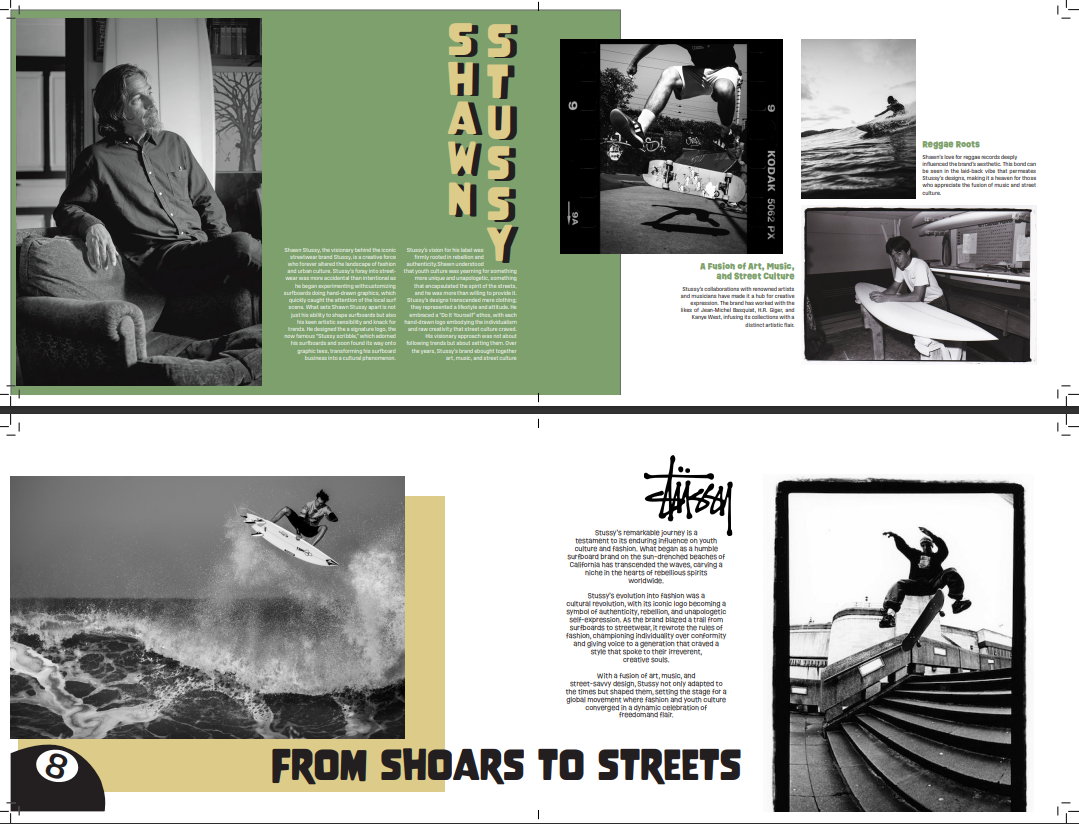 SHAWN
STUSSY
Shawn Stussy, the visionary behind the iconic
streetwear brand Stussy, is a creative force
who forever altered the landscape of fashion
and urban culture. Stussy's foray into street-
wear was more accidental than intentional as
he began experimenting withcustomizing
surfboards doing hand-drawn graphics, which
quickly caught the attention of the local surf
scene. What sets Shawn Stussy apart is not
just his ability to shape surfboards but also
his keen artistic sensibility and knack for
trends. He designed the a signature logo, the
now famous "Stussy scribble," which adorned
his surfboards and soon found its way onto
graphic tees, transforming his surfboard
business into a cultural phenomenon.
Stussy's vision for his label was
firmly rooted in rebellion and
authenticity.Shawn understood
that youth culture was yearning for something
more unique and unapologetic, something
that encapsulated the spirit of the streets,
and he was more than willing to provide it.
Stussy's designs transcended mere clothing;
they represented a lifestyle and attitude. He
embraced a "Do It Yourself" ethos, with each
hand-drawn logo embodying the individualism
and raw creativity that street culture craved.
His visionary approach was not about
following trends but about setting them. Over
the years, Stussy's brand abought together
art, music, and street culture
6
9
KODAK 5062 PX
9A
Reggae Roots
Shawn's love for reggae records deeply
influenced the brand's aesthetic. This bond can
be seen in the laid-back vibe that permeates
Stussy's designs, making it a heaven for those
who appreciate the fusion of music and street
culture.
A Fusion of Art, Music,
and Street Culture
Stussy's collaborations with renowned artists
and musicians have made it a hub for creative
expression. The brand has worked with the
likes of Jean-Michel Basquiat, H.R. Giger, and
Kanye West, infusing its collections with a
distinct artistic flair.
Stüssy
Stussy's remarkable journey is a
testament to its enduring influence on youth
culture and fashion. What began as a humble
surfboard brand on the sun-drenched beaches of
California has transcended the waves, carving a
niche in the hearts of rebellious spirits
worldwide.
Stussy's evolution into fashion was a
cultural revolution, with its iconic logo becoming a
symbol of authenticity, rebellion, and unapologetic
self-expression. As the brand blazed a trail from
surfboards to streetwear, it rewrote the rules of
fashion, championing individuality over conformity
and giving voice to a generation that craved a
style that spoke to their irreverent,
creative souls.
With a fusion of art, music, and
street-savvy design, Stussy not only adapted to
the times but shaped them, setting the stage for a
global movement where fashion and youth culture
converged in a dynamic celebration of
freedomand flair.
8
FROM SHOARS TO STREETS